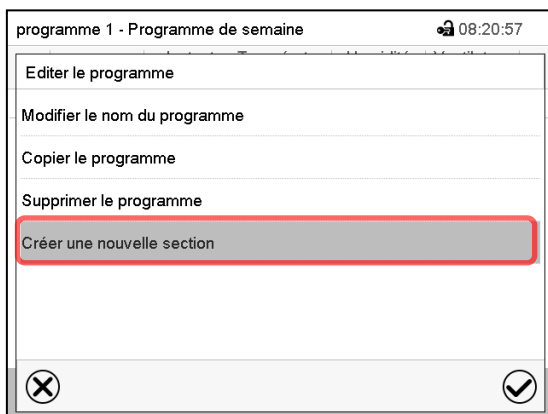 programme 1 - Programme de semaine 08:20:57
Editer le programme
Modifier le nom du programme
Copier le programme
Supprimer le programme
Créer une nouvelle section